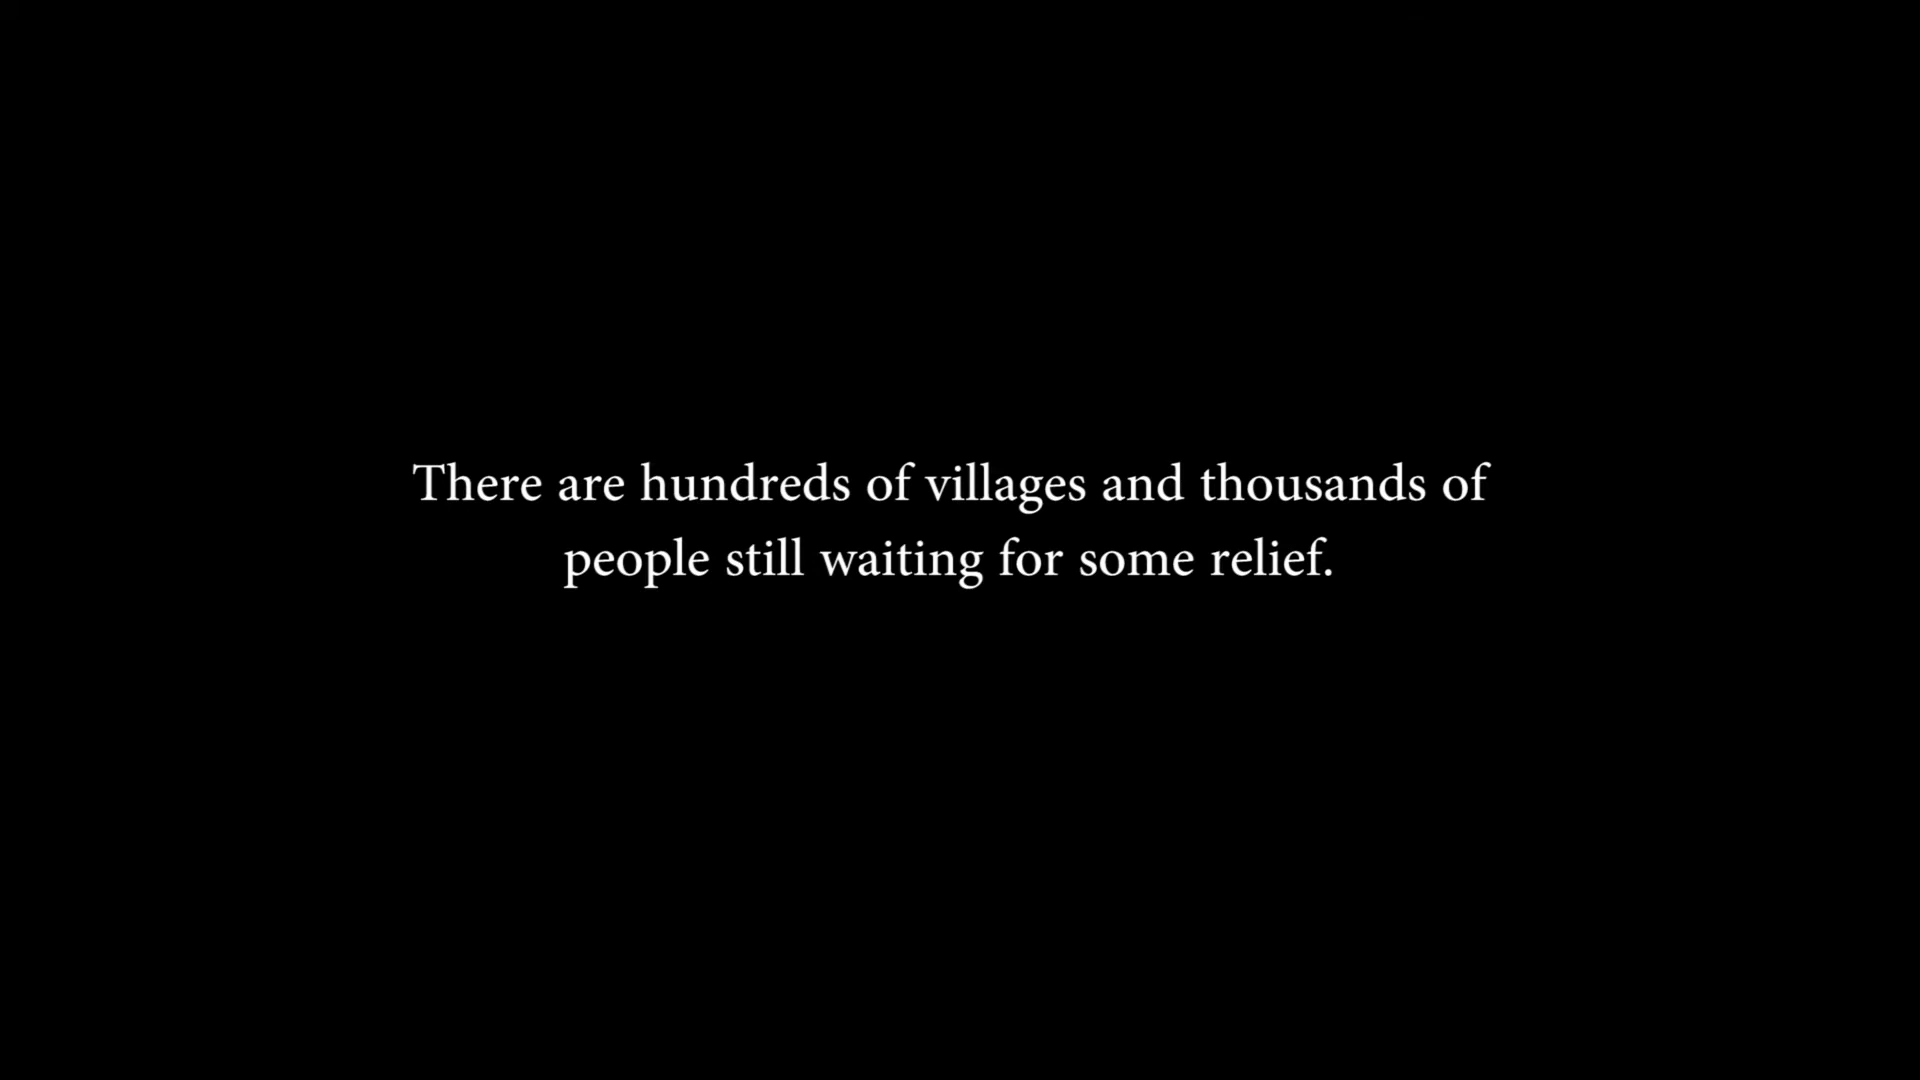 There are hundreds of villages and thousands of
people still waiting for some relief.